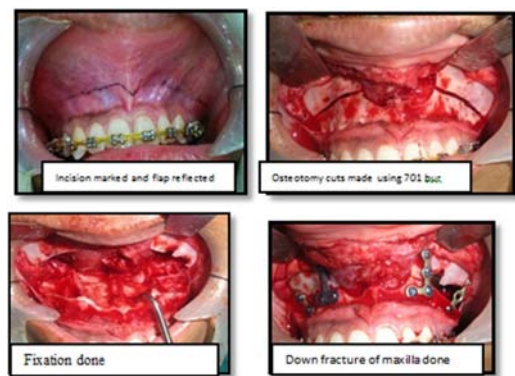 Incision marked and flap reflected
Osteotomy cuts made using 701 bur.
Fixation done
Down fracture of maxilla done